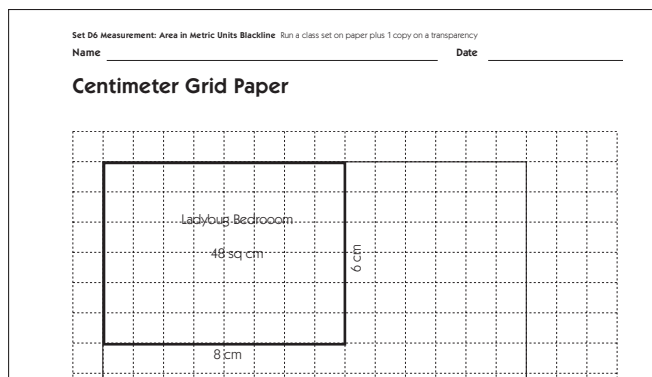 Set D6 Measurement: Area in Metric Units Blackline Run a class set on paper plus 1 copy on a transparency
Name Date
Centimeter Grid Paper
Ladybug Bedrooom
48 sq cm
6 cm
8 cm